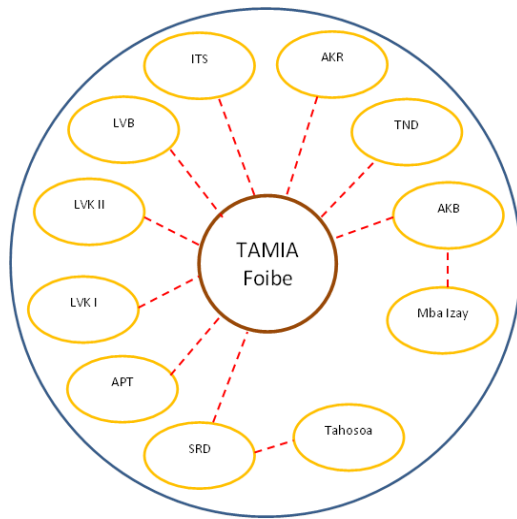 ITS
AKR
LVB
TND
LVK II
AKB
TAMIA
Foibe
LVK I
Mba Izay
APT
SRD
Tahosoa